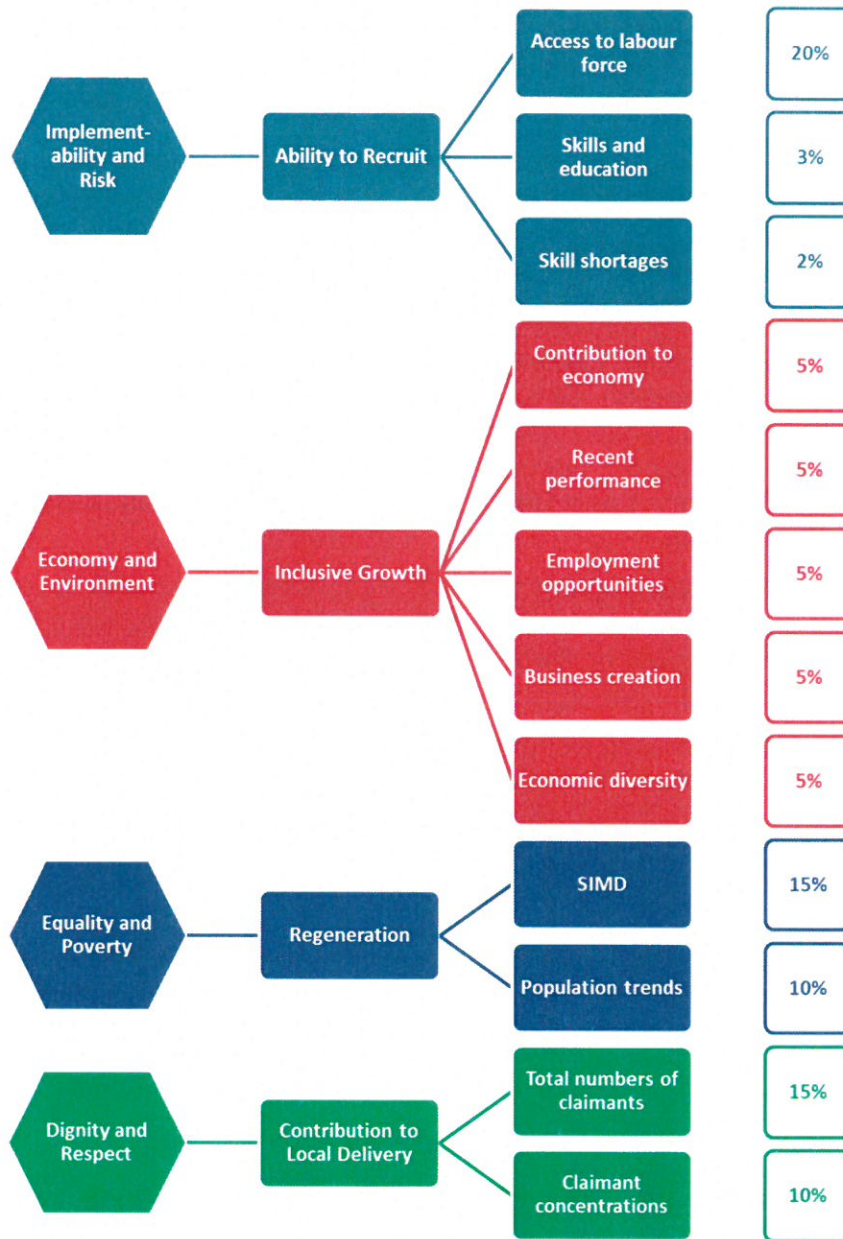 Access to labour
force
20%
Implement-
ability and
Risk
Ability to Recruit
Skills and
education
3%
Skill shortages
2%
Contribution to
economy
5%
Recent
performance
5%
Economy and
Environment
Inclusive Growth
Employment
opportunities
5%
Business creation
5%
Economic diversity
5%
SIMD
15%
Equality and
Poverty
Regeneration
Population trends
10%
Total numbers of
claimants
15%
Dignity and
Respect
Contribution to
Local Delivery
Claimant
concentrations
10%